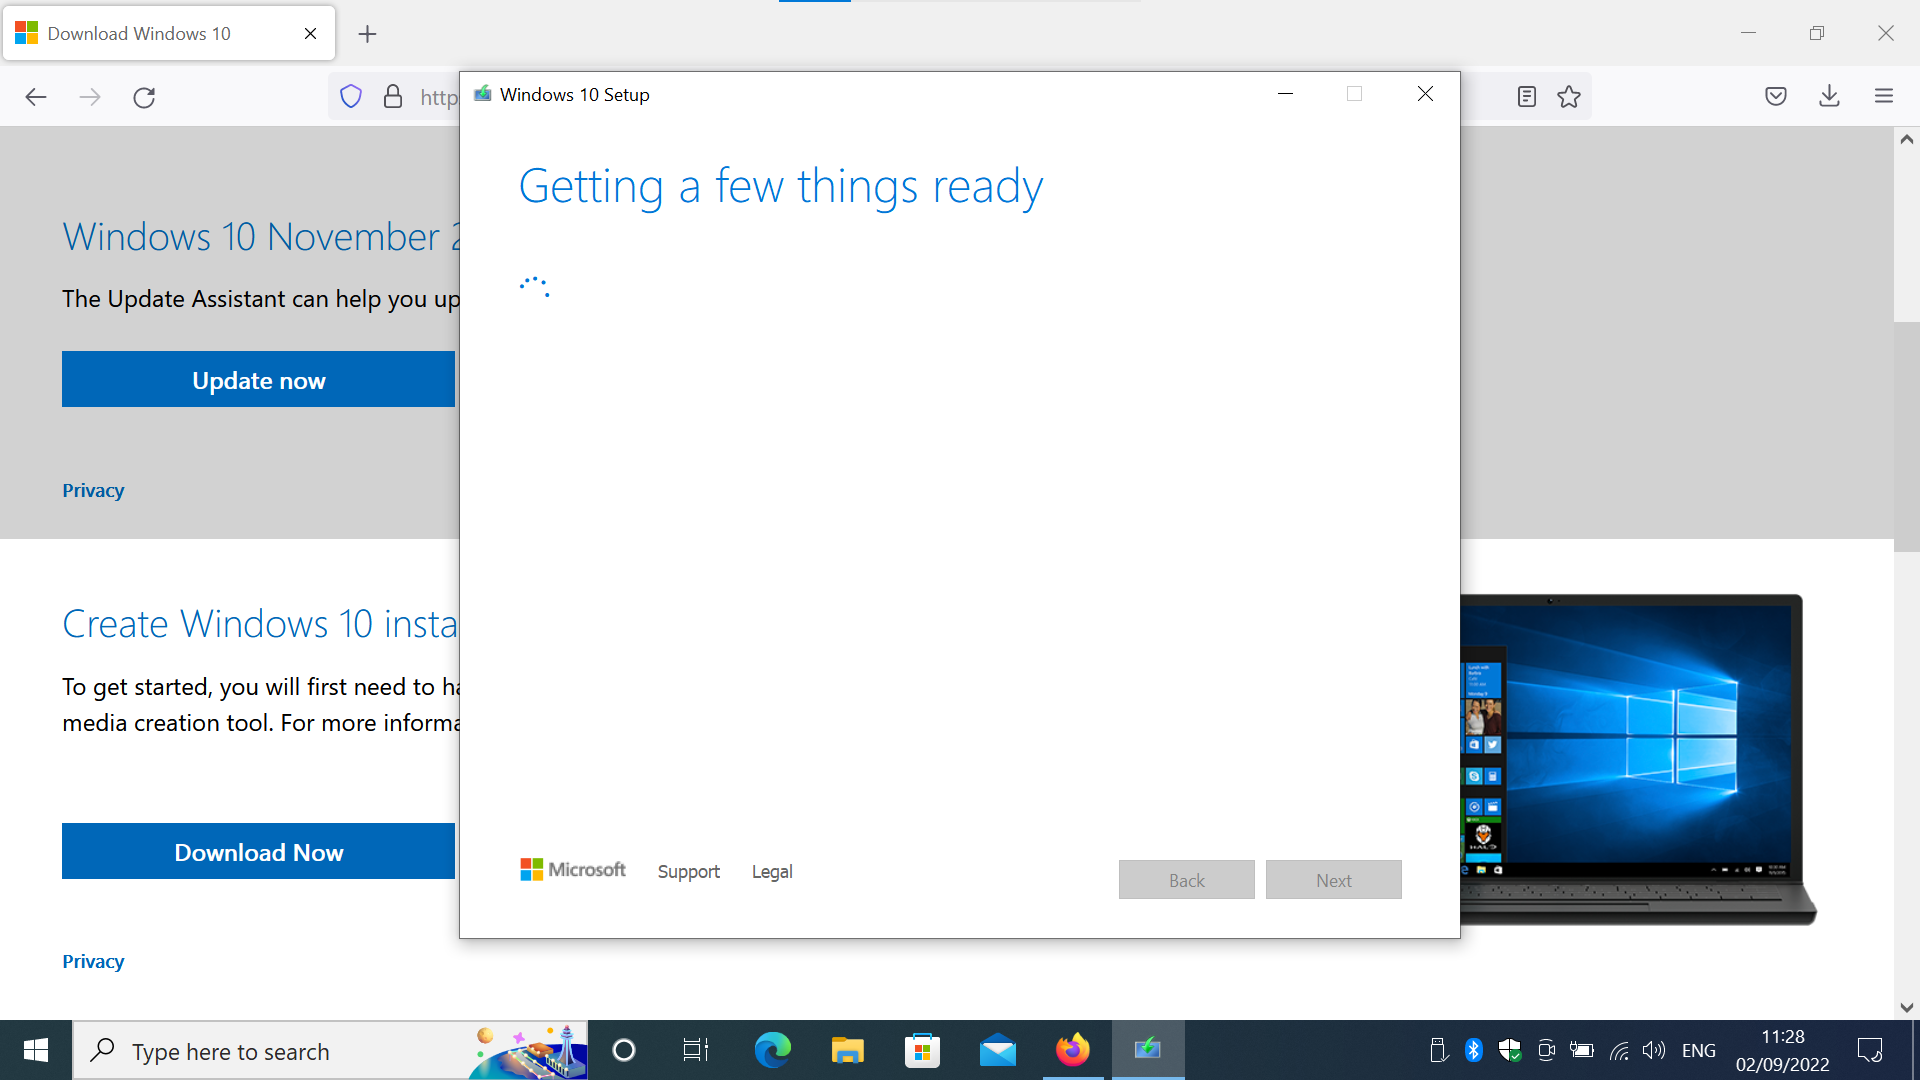 Download Windows 10
http
Windows 10 Setup
Getting a few things ready
Windows 10 November 2
The Update Assistant can help you up
Update now
Privacy
Create Windows 10 insta
To get started, you will first need to ha
media creation tool. For more informa
Download Now
Privacy
Microsoft
Support
Legal
Back
Next
HALO
Type here to search
ENG
11:28
02/09/2022